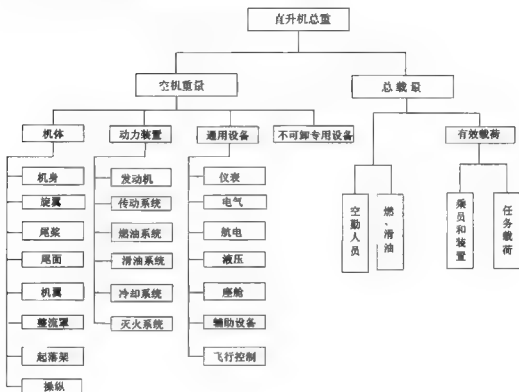 直升机总重
空机重量
总载量
机体
动力装置
通用设备
不可卸专用设备
有效载荷
机身
旋翼
尾桨
尾面
机翼
整流罩
起落架
操纵
发动机
传动系统
燃油系统
滑油系统
冷却系统
灭火系统
仪表
电气
航电
液压
座舱
辅助设备
飞行控制
空勤人员
燃、滑油
乘员和装置
任务载荷